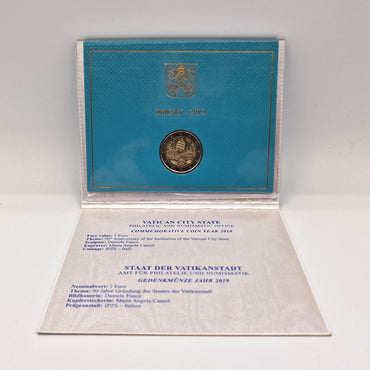 2019
VATICAN CITY STATE
PHILATELIC AND NUMISMATIC OFFICE
COMMEMORATIVE COIN YEAR 2019
Face value: 2 Euro
Theme: 90th Anniversary of the Institution of the Vatican City State
Sculptor: Daniela Fusco
Engraver: Maria Angela Cassol
Coinage: IPZS - Italy
STAAT DER VATIKANSTADT
AMT FÜR PHILATELIE UND NUMISMATIK
GEDENKMÜNZE JAHR 2019
Nominalwert: 2 Euro
Thema: 90 Jahre Gründung des Staates der Vatikanstadt
Bildhauerin: Daniela Fusco
Kupferstecherin: Maria Angela Cassol
Prägeanstalt: IPZS - Italien